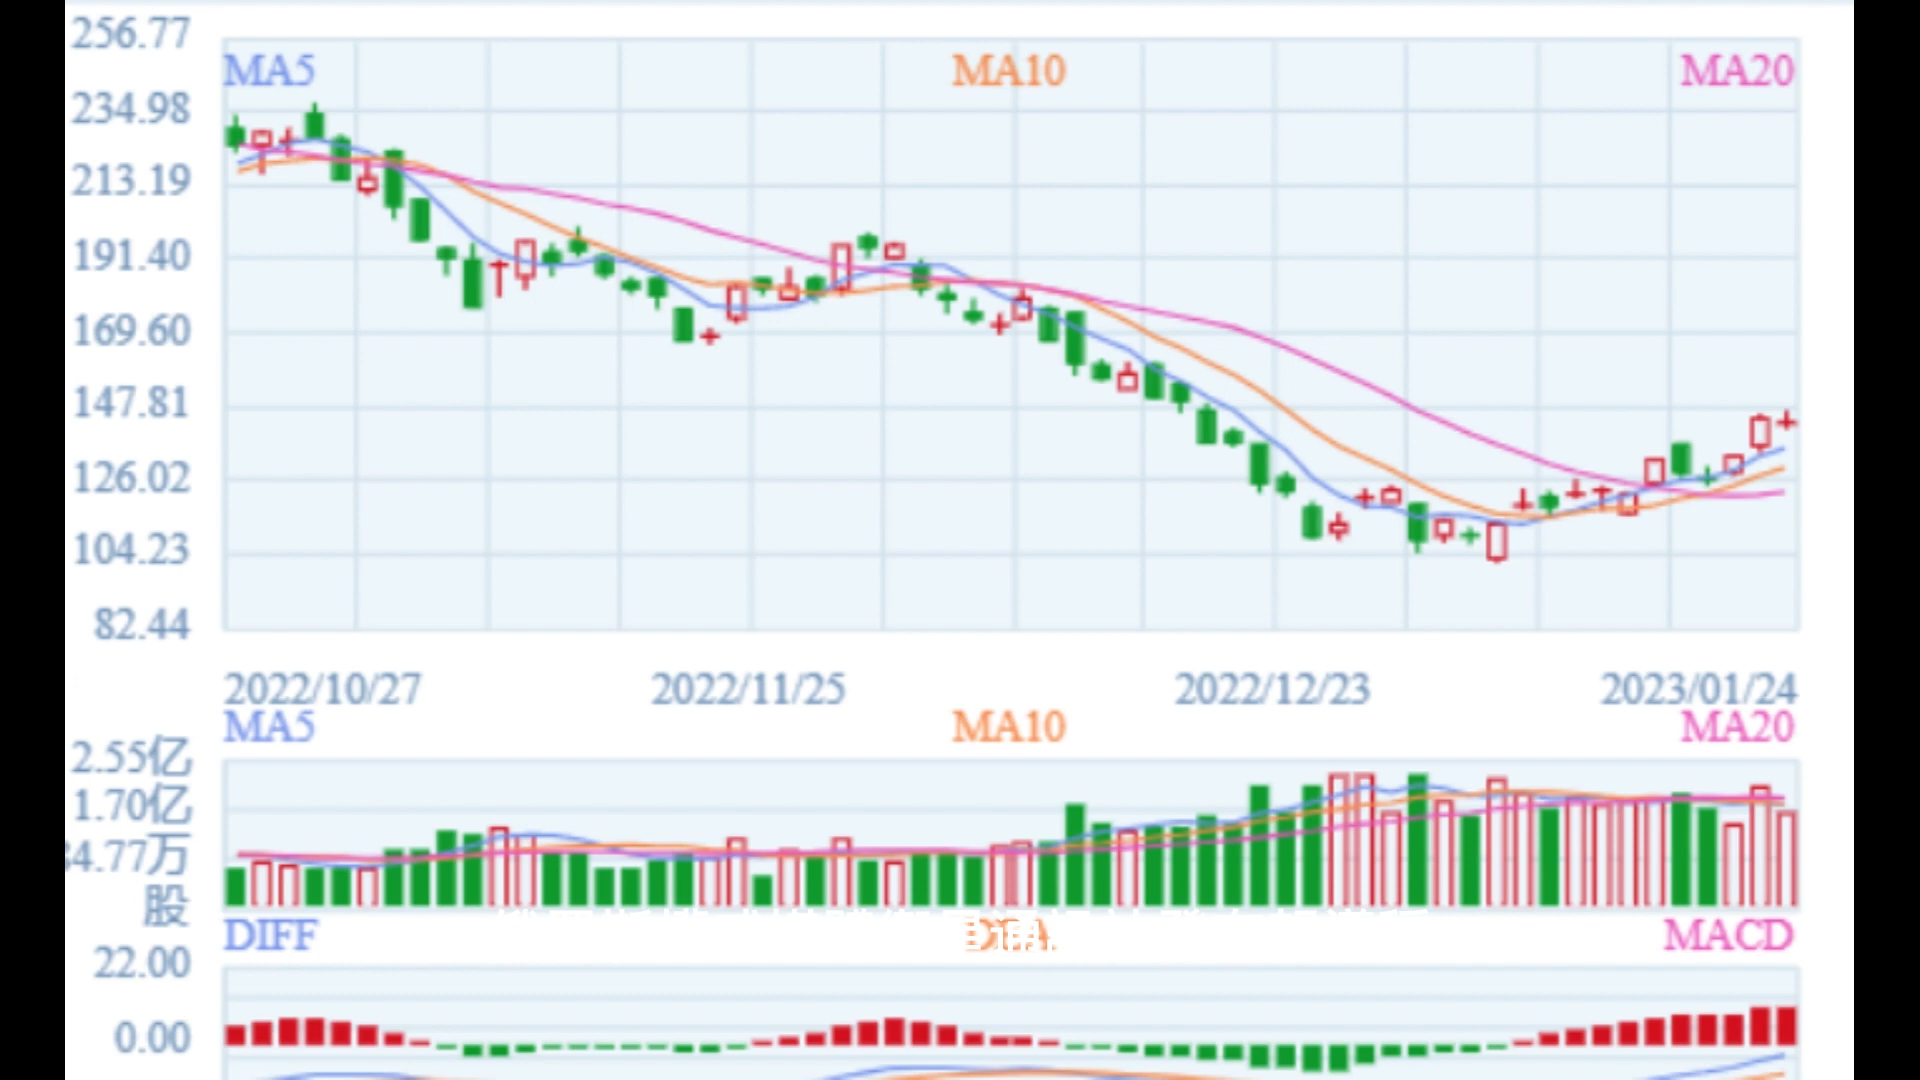 256.77
MA5 MA10 MA20
234.98
213.19
191.40
169.60
147.81
126.02
104.23
82.44
2022/10/27 2022/11/25 2022/12/23 2023/01/24
MA5 MA10 MA20
2.55亿
1.70亿
4.77万
股
DIFF MACD
22.00
0.00